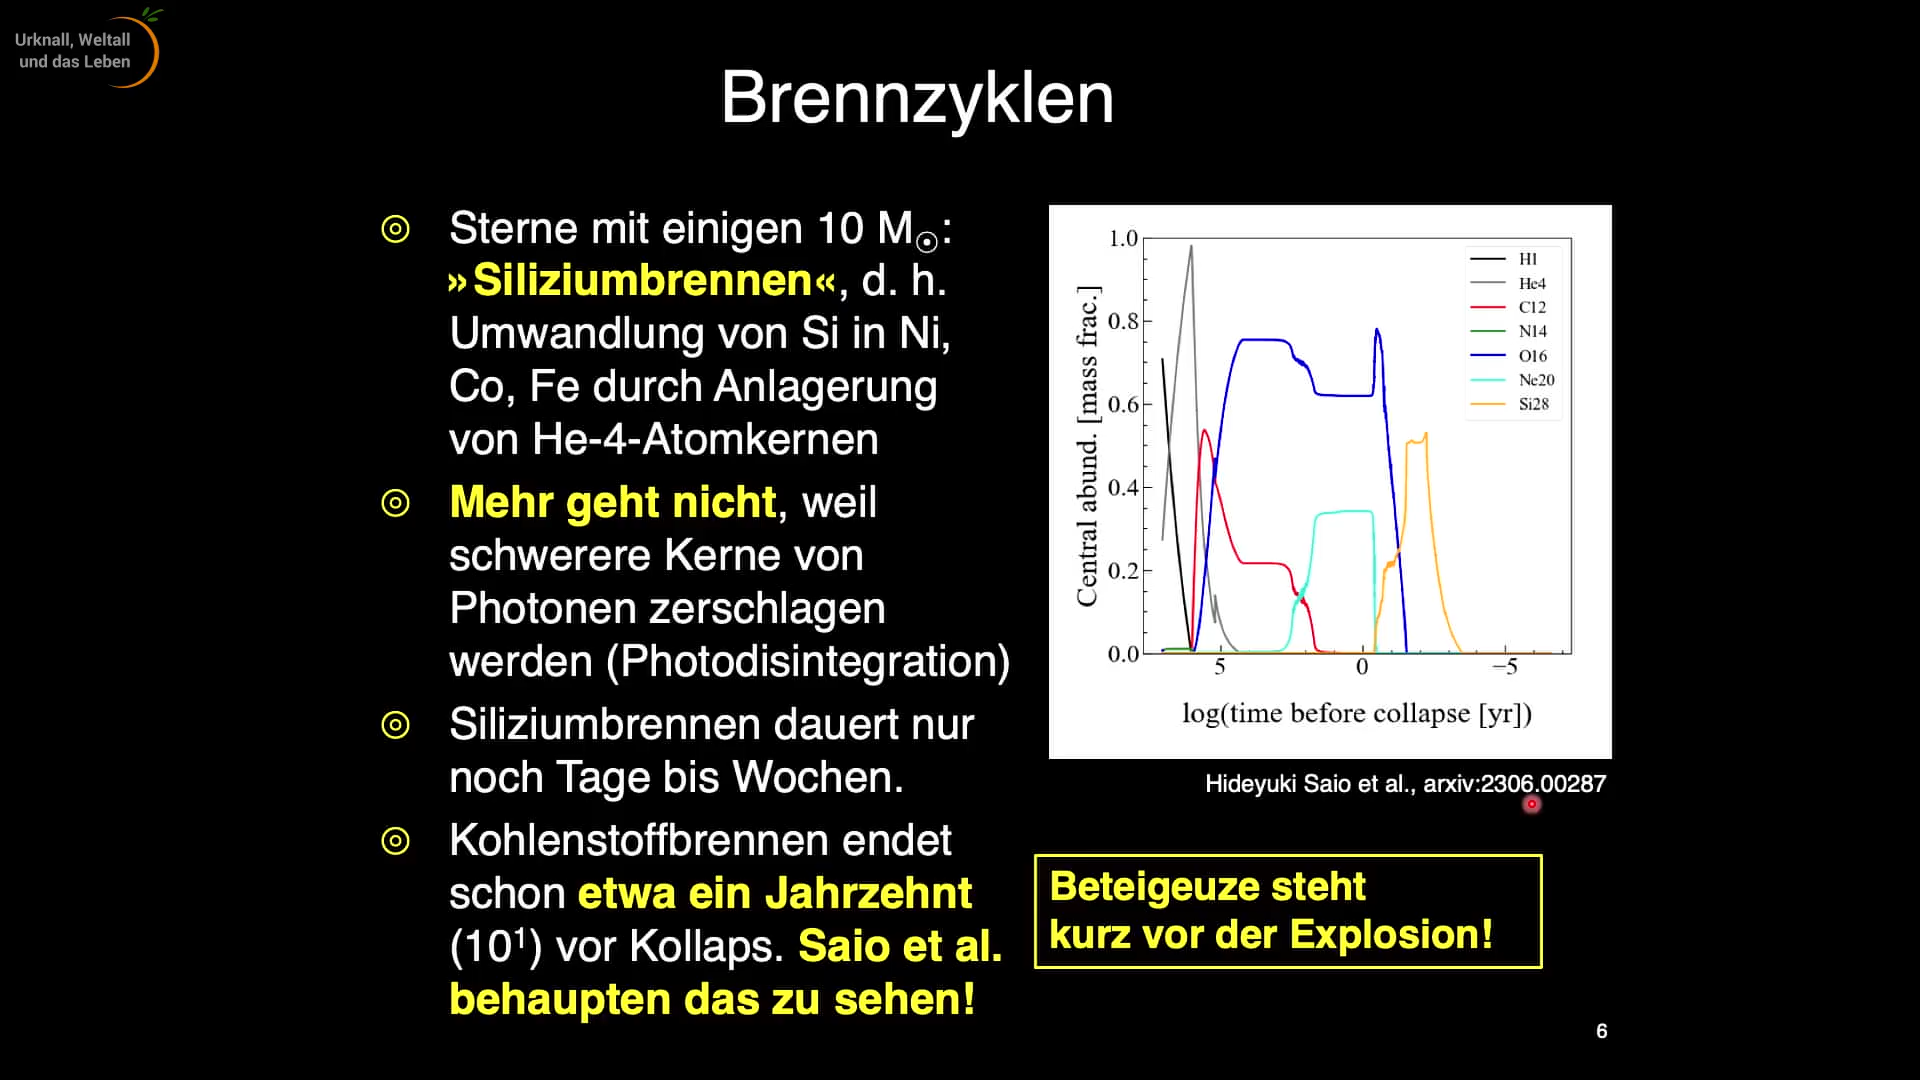 Urknall, Weltall
und das Leben
Brennzyklen
Sterne mit einigen 10 M☉:
»Siliziumbrennen«, d. h.
Umwandlung von Si in Ni,
Co, Fe durch Anlagerung
von He-4-Atomkernen
Mehr geht nicht, weil
schwerere Kerne von
Photonen zerschlagen
werden (Photodisintegration)
Siliziumbrennen dauert nur
noch Tage bis Wochen.
Kohlenstoffbrennen endet
schon etwa ein Jahrzehnt
(10¹) vor Kollaps. Saio et al.
behaupten das zu sehen!
Central abund. [mass frac.]
1.0
0.8
0.6
0.4
0.2
0.0
5
0
−5
log(time before collapse [yr])
H1
He4
C12
N14
O16
Ne20
Si28
Hideyuki Saio et al., arxiv:2306.00287
Beteigeuze steht
kurz vor der Explosion!
6